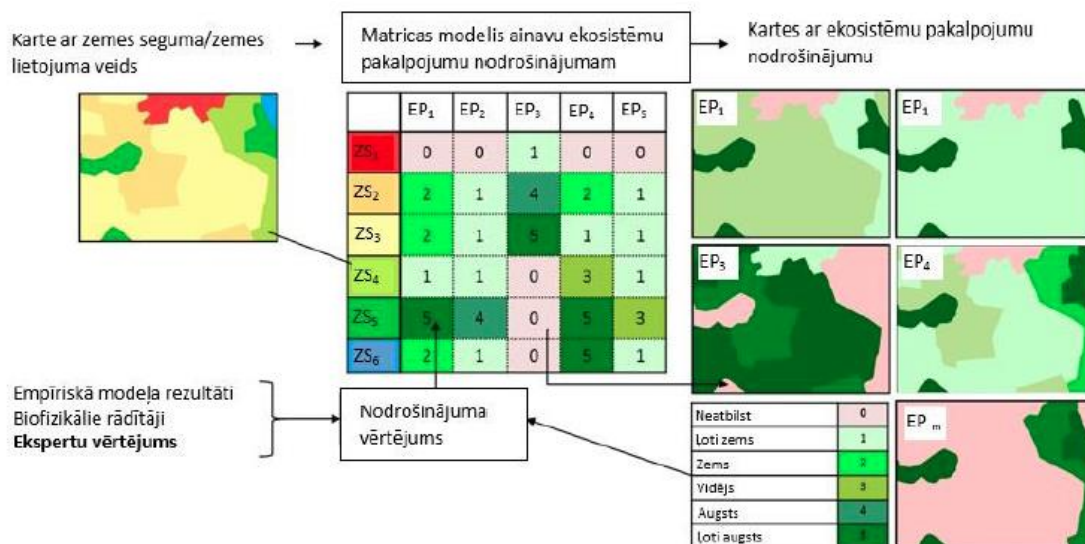 Karte ar zemes seguma/zemes
lietojuma veids
Matricas modelis ainavu ekosistēmu
pakalpojumu nodrošinājumam
Kartes ar ekosistēmu pakalpojumu
nodrošinājumu
EP₁ EP₂ EP₃ EP₄ EP₅
ZS₁ 0 0 1 0 0
ZS₂ 2 1 4 2 1
ZS₃ 2 1 5 1 1
ZS₄ 1 1 0 3 1
ZS₅ 5 4 0 5 3
ZS₆ 2 1 0 5 1
EP₁
EP₁
EP₃
EP₄
EP m
Empīriskā modeļa rezultāti
Biofizikālie rādītāji
Ekspertu vērtējums
Nodrošinājuma
vērtējums
Neatbilst 0
Loti zems 1
Zems 2
Vidējs 3
Augsts 4
Loti augsts 5